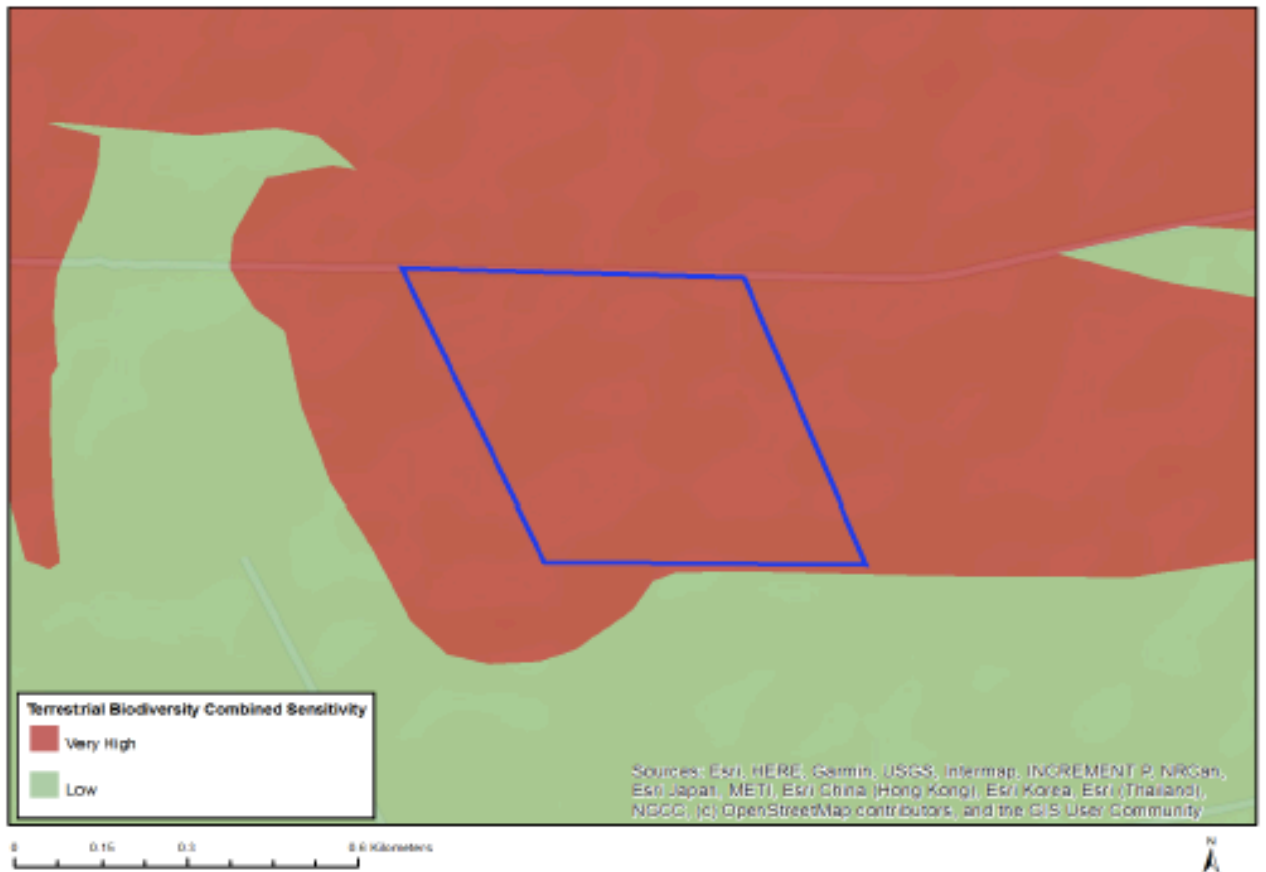 Terrestrial Biodiversity Combined Sensitivity
Very High
Low
Sources: Esri, HERE, Garmin, USGS, Intermap, INCREMENT P, NRCan,
Esri Japan, METI, Esri China (Hong Kong), Esri Korea, Esri (Thailand),
NGCC, (c) OpenStreetMap contributors, and the GIS User Community
0 0.15 0.3 0.6 Kilometers
N